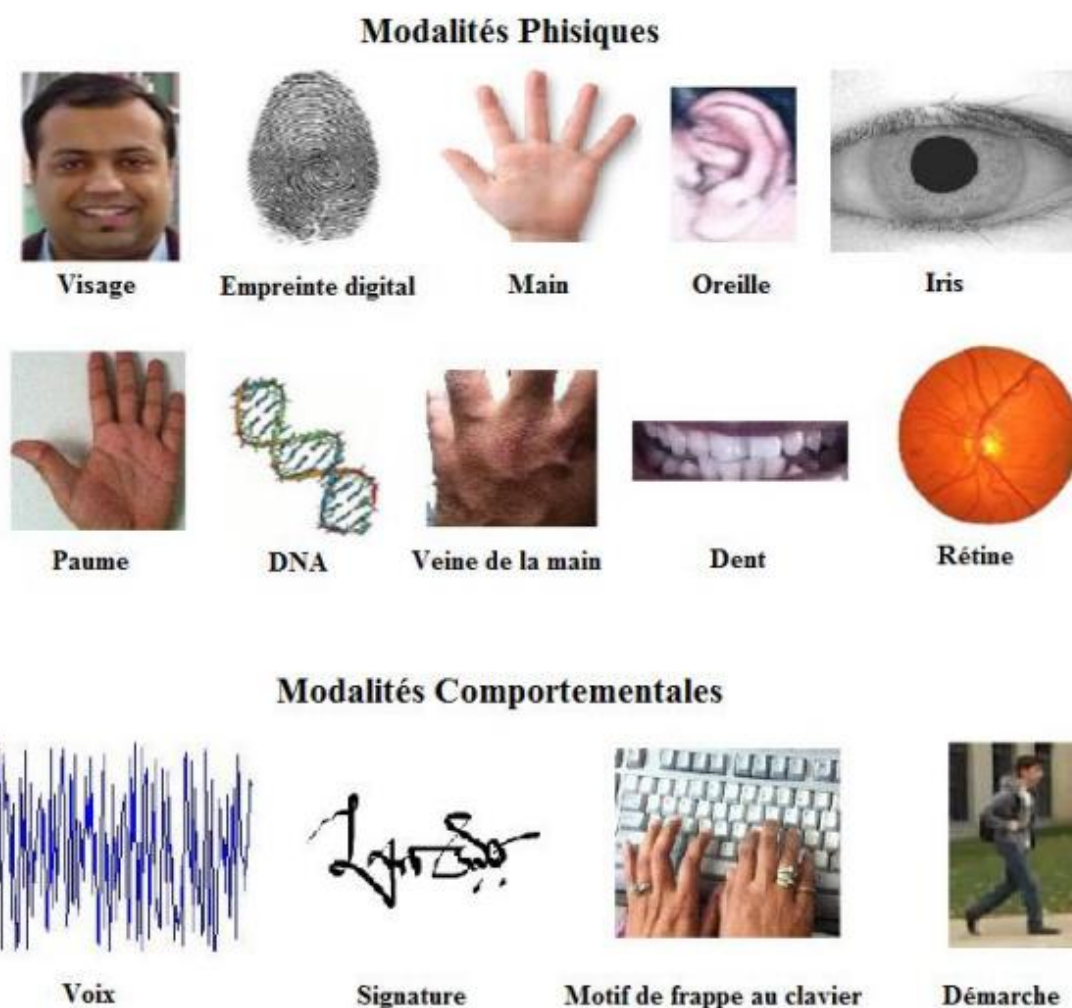 Modalités Phisiques
Visage
Empreinte digital
Main
Oreille
Iris
Paume
DNA
Veine de la main
Dent
Rétine
Modalités Comportementales
Voix
Signature
Motif de frappe au clavier
Démarche